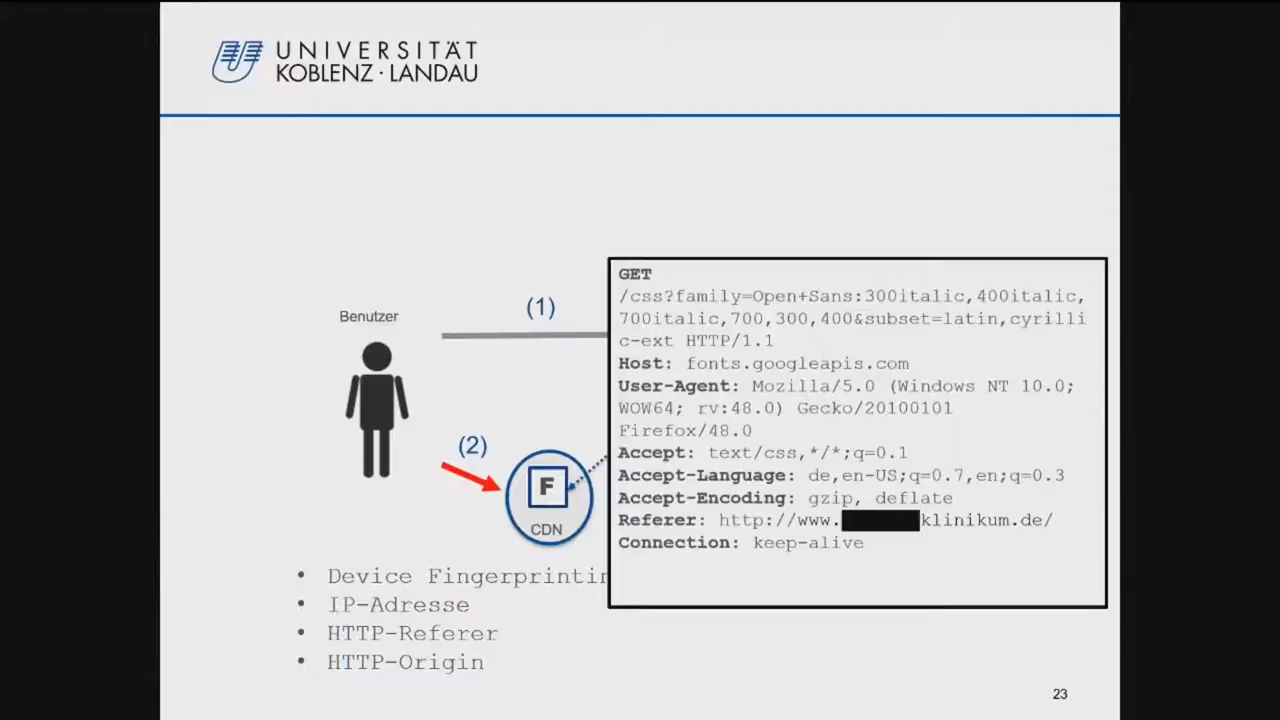 UNIVERSITÄT
KOBLENZ · LANDAU
Benutzer
(1)
(2)
F
CDN
GET
/css?family=Open+Sans:300italic,400italic,
700italic,700,300,400&subset=latin,cyrilli
c-ext HTTP/1.1
Host: fonts.googleapis.com
User-Agent: Mozilla/5.0 (Windows NT 10.0;
WOW64; rv:48.0) Gecko/20100101
Firefox/48.0
Accept: text/css,*/*;q=0.1
Accept-Language: de,en-US;q=0.7,en;q=0.3
Accept-Encoding: gzip, deflate
Referer: http://www. klinikum.de/
Connection: keep-alive
• Device
• IP-Adresse
• HTTP-Referer
• HTTP-Origin
23